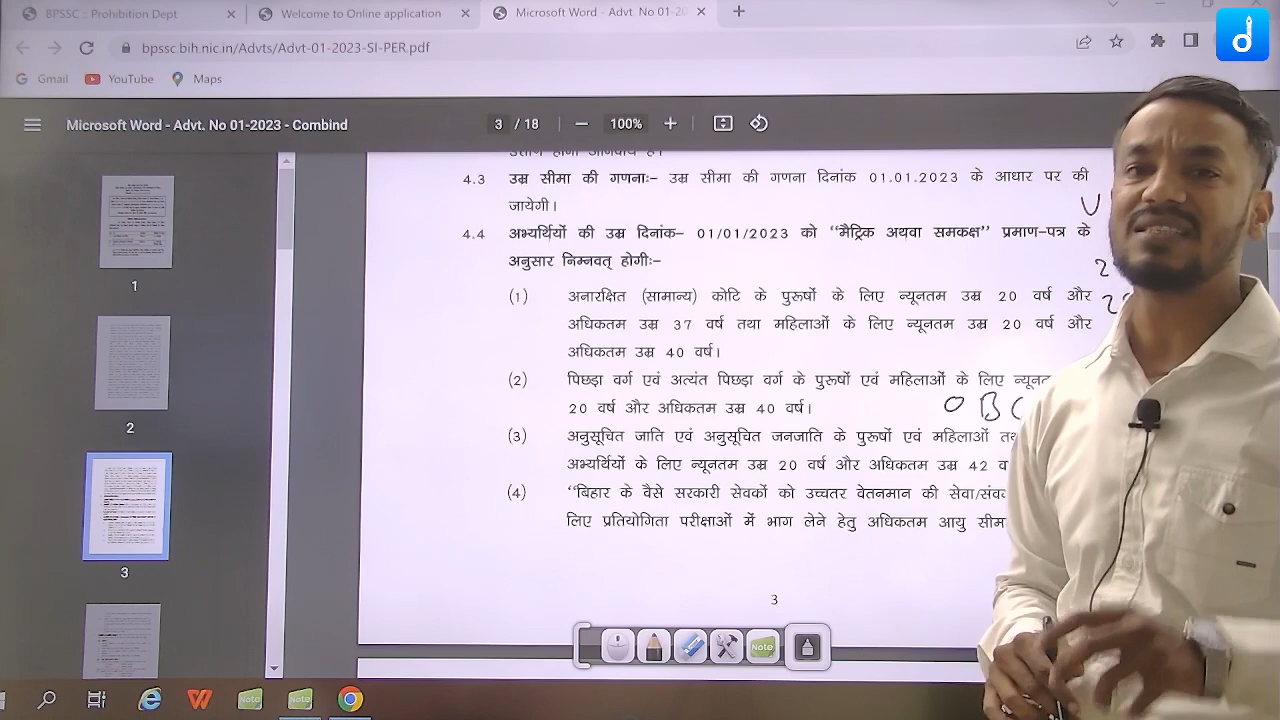 BPSSC :: Prohibition Dept
Welcome to Online application
Microsoft Word - Advt. No 01-20
bpssc.bih.nic.in/Advts/Advt-01-2023-SI-PER.pdf
Gmail YouTube Maps
Microsoft Word - Advt. No 01-2023 - Combind
3 / 18
100%
4.3 उम्र सीमा की गणनाः– उम्र सीमा की गणना दिनांक 01.01.2023 के आधार पर की
जायेगी।
4.4 अभ्यर्थियों की उम्र दिनांक– 01/01/2023 को “मैट्रिक अथवा समकक्ष” प्रमाण–पत्र के
अनुसार निम्नवत् होगीः–
(1) अनारक्षित (सामान्य) कोटि के पुरूषों के लिए न्यूनतम उम्र 20 वर्ष और
अधिकतम उम्र 37 वर्ष तथा महिलाओं के लिए न्यूनतम उम्र 20 वर्ष और
अधिकतम उम्र 40 वर्ष।
(2) पिछड़ा वर्ग एवं अत्यंत पिछड़ा वर्ग के पुरूषों एवं महिलाओं के लिए
20 वर्ष और अधिकतम उम्र 40 वर्ष।
OBC
(3) अनुसूचित जाति एवं अनुसूचित जनजाति के पुरूषों एवं महिलाओं
अभ्यर्थियों के लिए न्यूनतम उम्र 20 वर्ष और अधिकतम उम्र 42
(4) बिहार के वैसे सरकारी सेवकों को वेतनमान की
लिए प्रतियोगिता परीक्षाओं में भाग लेने हेतु अधिकतम आयु
3
1
2
3
Note
Note
Note